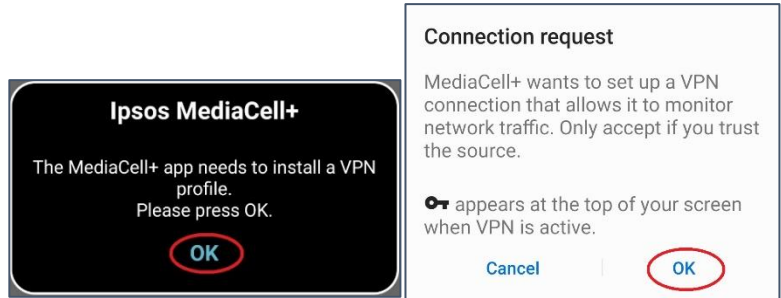 Ipsos MediaCell+
The MediaCell+ app needs to install a VPN
profile.
Please press OK.
OK
Connection request
MediaCell+ wants to set up a VPN
connection that allows it to monitor
network traffic. Only accept if you trust
the source.
appears at the top of your screen
when VPN is active.
Cancel OK